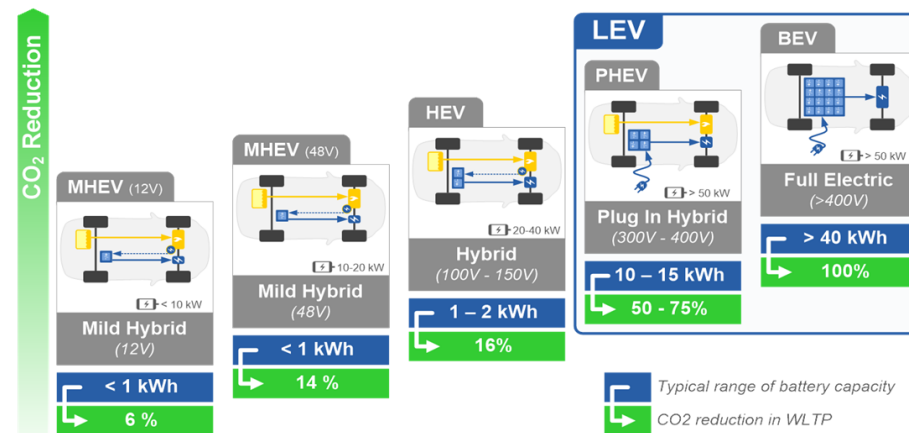 CO₂ Reduction
MHEV (12V)
< 10 kW
Mild Hybrid
(12V)
< 1 kWh
6 %
MHEV (48V)
10-20 kW
Mild Hybrid
(48V)
< 1 kWh
14 %
HEV
20-40 kW
Hybrid
(100V - 150V)
1 – 2 kWh
16%
LEV
PHEV
> 50 kW
Plug In Hybrid
(300V - 400V)
10 – 15 kWh
50 - 75%
BEV
> 50 kW
Full Electric
(>400V)
> 40 kWh
100%
Typical range of battery capacity
CO2 reduction in WLTP